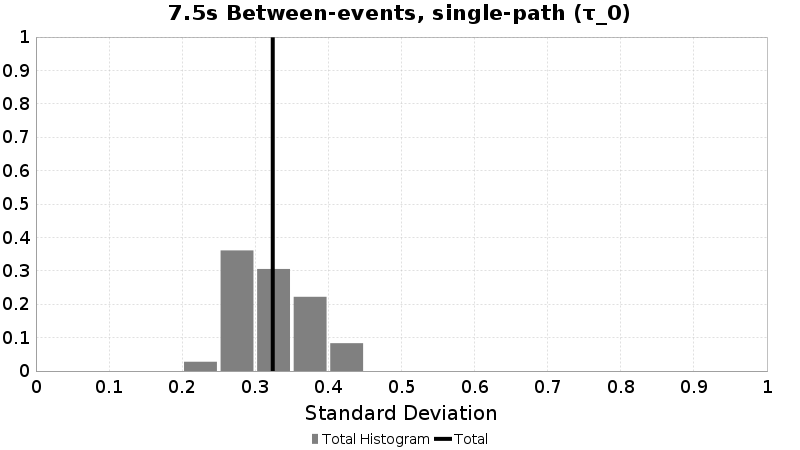 7.5s Between-events, single-path (τ_0)
1
0.9
0.8
0.7
0.6
0.5
0.4
0.3
0.2
0.1
0
0 0.1 0.2 0.3 0.4 0.5 0.6 0.7 0.8 0.9 1
Standard Deviation
Total Histogram Total